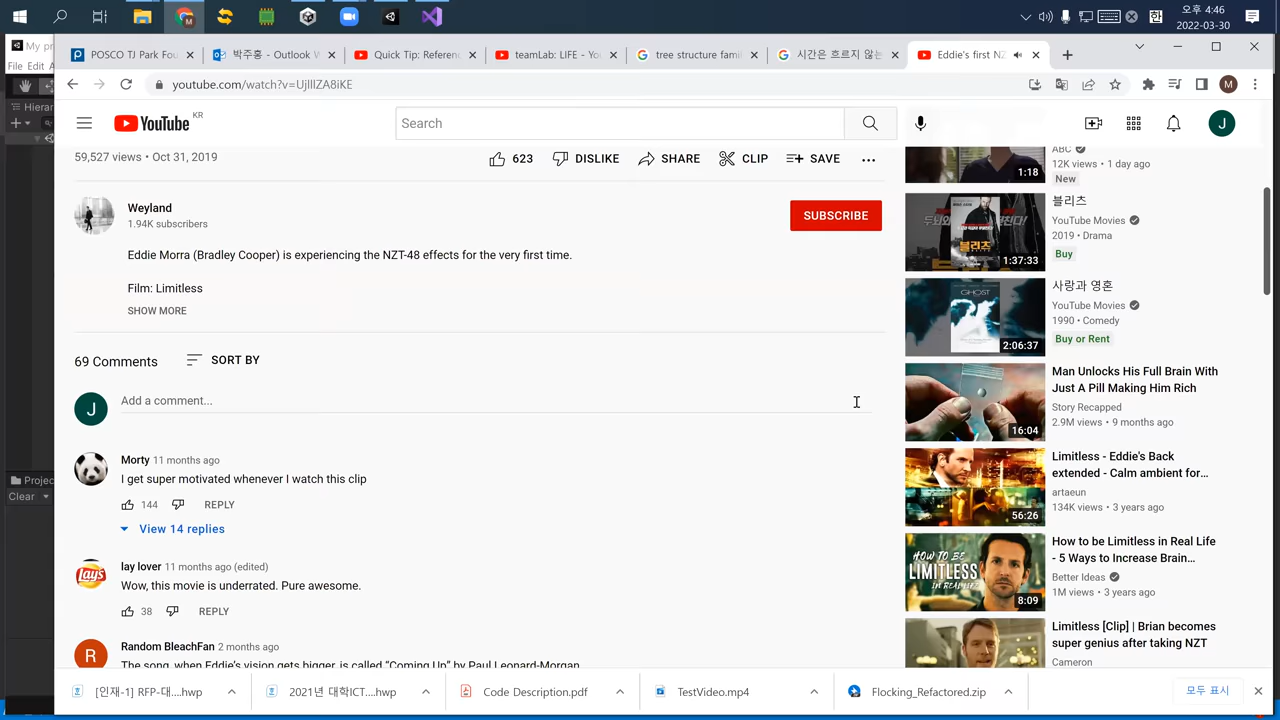 오후 4:46
2022-03-30
한
My pr
File Edit A
POSCO TJ Park Fou
박주홍 - Outlook W
Quick Tip: Referen
teamLab: LIFE - Yo
tree structure fami
시간은 흐르지 않는
Eddie's first NZ
youtube.com/watch?v=UjlllZA8iKE
M
Hierar
YouTube KR
Search
J
59,527 views • Oct 31, 2019
623 DISLIKE SHARE CLIP SAVE
Weyland
1.94K subscribers
SUBSCRIBE
Eddie Morra (Bradley Cooper) is experiencing the NZT-48 effects for the very first time.
Film: Limitless
SHOW MORE
69 Comments SORT BY
J Add a comment...
Morty 11 months ago
I get super motivated whenever I watch this clip
144 REPLY
View 14 replies
Lays
lay lover 11 months ago (edited)
Wow, this movie is underrated. Pure awesome.
38 REPLY
R
Random BleachFan 2 months ago
The song, when Eddie's vision gets bigger, is called "Coming Up" by Paul Leonard-Morgan
Projec
Clear
ABC
12K views • 1 day ago
New
1:18
두뇌와 블리츠
블리츠
YouTube Movies
2019 • Drama
Buy
1:37:33
GHOST
사랑과 영혼
YouTube Movies
1990 • Comedy
Buy or Rent
2:06:37
Man Unlocks His Full Brain With
Just A Pill Making Him Rich
Story Recapped
2.9M views • 9 months ago
16:04
Limitless - Eddie's Back
extended - Calm ambient for...
artaeun
134K views • 3 years ago
56:26
HOW TO BE
LIMITLESS
IN REAL LIFE
How to be Limitless in Real Life
- 5 Ways to Increase Brain...
Better Ideas
1M views • 3 years ago
8:09
Limitless [Clip] | Brian becomes
super genius after taking NZT
Cameron
[인재-1] RFP-대....hwp
2021년 대학ICT....hwp
Code Description.pdf
TestVideo.mp4
Flocking_Refactored.zip
모두 표시